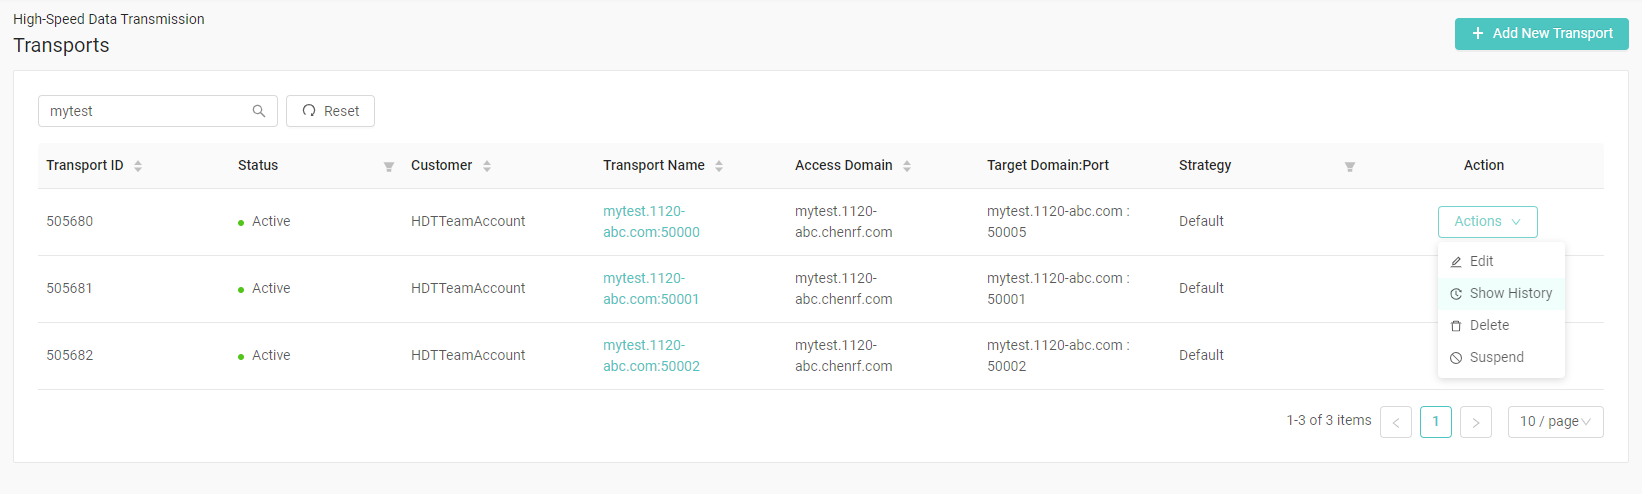 High-Speed Data Transmission
Transports
Add New Transport
mytest
Reset
Transport ID Status Customer Transport Name Access Domain Target Domain:Port Strategy Action
505680 Active HDTTeamAccount mytest.1120-abc.com:50000 mytest.1120-abc.chenrf.com mytest.1120-abc.com : 50005 Default Actions
Edit
505681 Active HDTTeamAccount mytest.1120-abc.com:50001 mytest.1120-abc.chenrf.com mytest.1120-abc.com : 50001 Default
Show History
Delete
505682 Active HDTTeamAccount mytest.1120-abc.com:50002 mytest.1120-abc.chenrf.com mytest.1120-abc.com : 50002 Default
Suspend
1-3 of 3 items < 1 > 10 / page